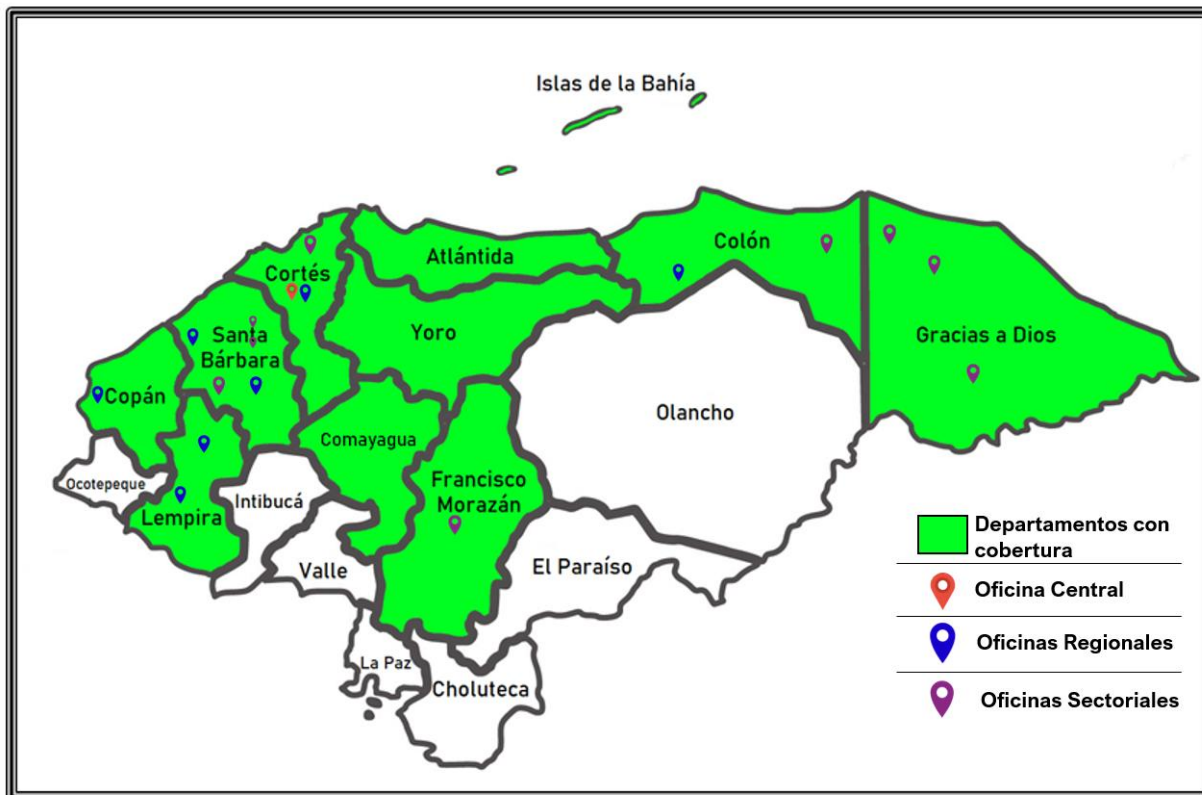 Islas de la Bahía
Atlántida
Colón
Cortés
Yoro
Gracias a Dios
Santa
Bárbara
Copán
Olancho
Comayagua
Ocotepeque
Francisco
Morazán
Intibucá
Lempira
Valle
El Paraíso
La Paz
Choluteca
Departamentos con
cobertura
Oficina Central
Oficinas Regionales
Oficinas Sectoriales